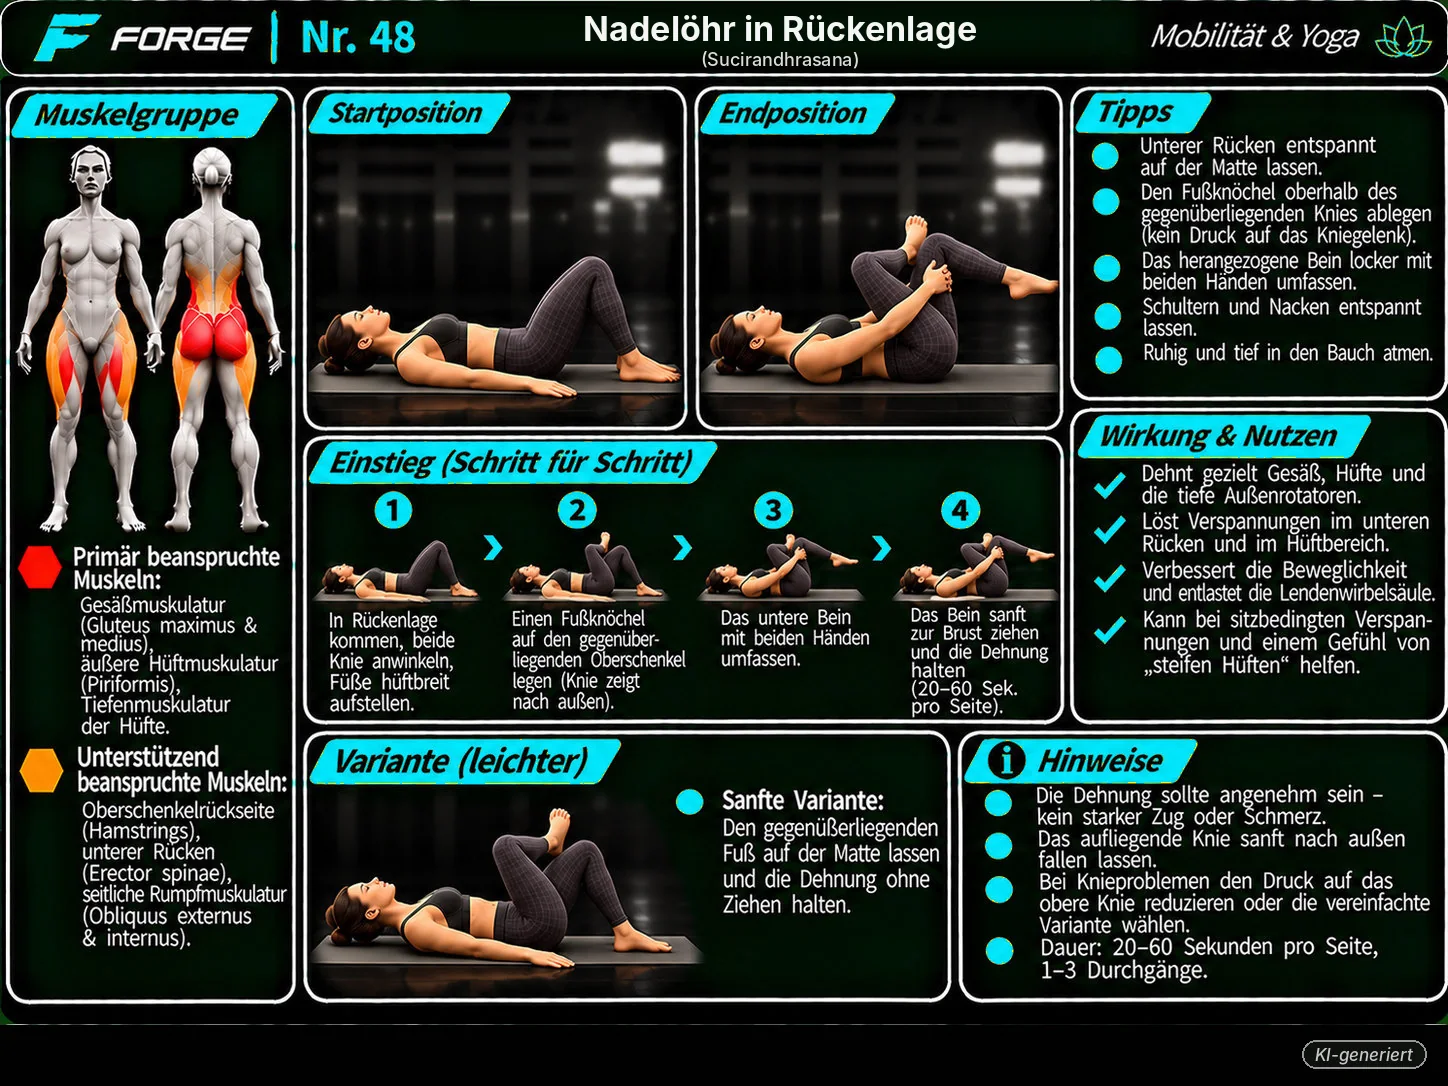 FORGE
Nr. 48
Nadelöhr in Rückenlage
(Sucirandhrasana)
Mobilität & Yoga
Muskelgruppe
Primär beanspruchte
Muskeln:
Gesäßmuskulatur
(Gluteus maximus &
medius),
äußere Hüftmuskulatur
(Piriformis),
Tiefenmuskulatur
der Hüfte.
Unterstützend
beanspruchte Muskeln:
Oberschenkelrückseite
(Hamstrings),
unterer Rücken
(Erector spinae),
seitliche Rumpfmuskulatur
(Obliquus externus
& internus).
Startposition
Endposition
Einstieg (Schritt für Schritt)
1
In Rückenlage
kommen, beide
Knie anwinkeln,
Füße hüftbreit
aufstellen.
2
Einen Fußknöchel
auf den gegenüber-
liegenden Oberschenkel
legen (Knie zeigt
nach außen).
3
Das untere Bein
mit beiden Händen
umfassen.
4
Das Bein sanft
zur Brust ziehen
und die Dehnung
halten
(20–60 Sek.
pro Seite).
Variante (leichter)
Sanfte Variante:
Den gegenüßerliegenden
Fuß auf der Matte lassen
und die Dehnung ohne
Ziehen halten.
Tipps
Unterer Rücken entspannt
auf der Matte lassen.
Den Fußknöchel oberhalb des
gegenüberliegenden Knies ablegen
(kein Druck auf das Kniegelenk).
Das herangezogene Bein locker mit
beiden Händen umfassen.
Schultern und Nacken entspannt
lassen.
Ruhig und tief in den Bauch atmen.
Wirkung & Nutzen
Dehnt gezielt Gesäß, Hüfte und
die tiefe Außenrotatoren.
Löst Verspannungen im unteren
Rücken und im Hüftbereich.
Verbessert die Beweglichkeit
und entlastet die Lendenwirbelsäule.
Kann bei sitzbedingten Verspan-
nungen und einem Gefühl von
„steifen Hüften“ helfen.
Hinweise
Die Dehnung sollte angenehm sein –
kein starker Zug oder Schmerz.
Das aufliegende Knie sanft nach außen
fallen lassen.
Bei Knieproblemen den Druck auf das
obere Knie reduzieren oder die vereinfachte
Variante wählen.
Dauer: 20–60 Sekunden pro Seite,
1–3 Durchgänge.
KI-generiert